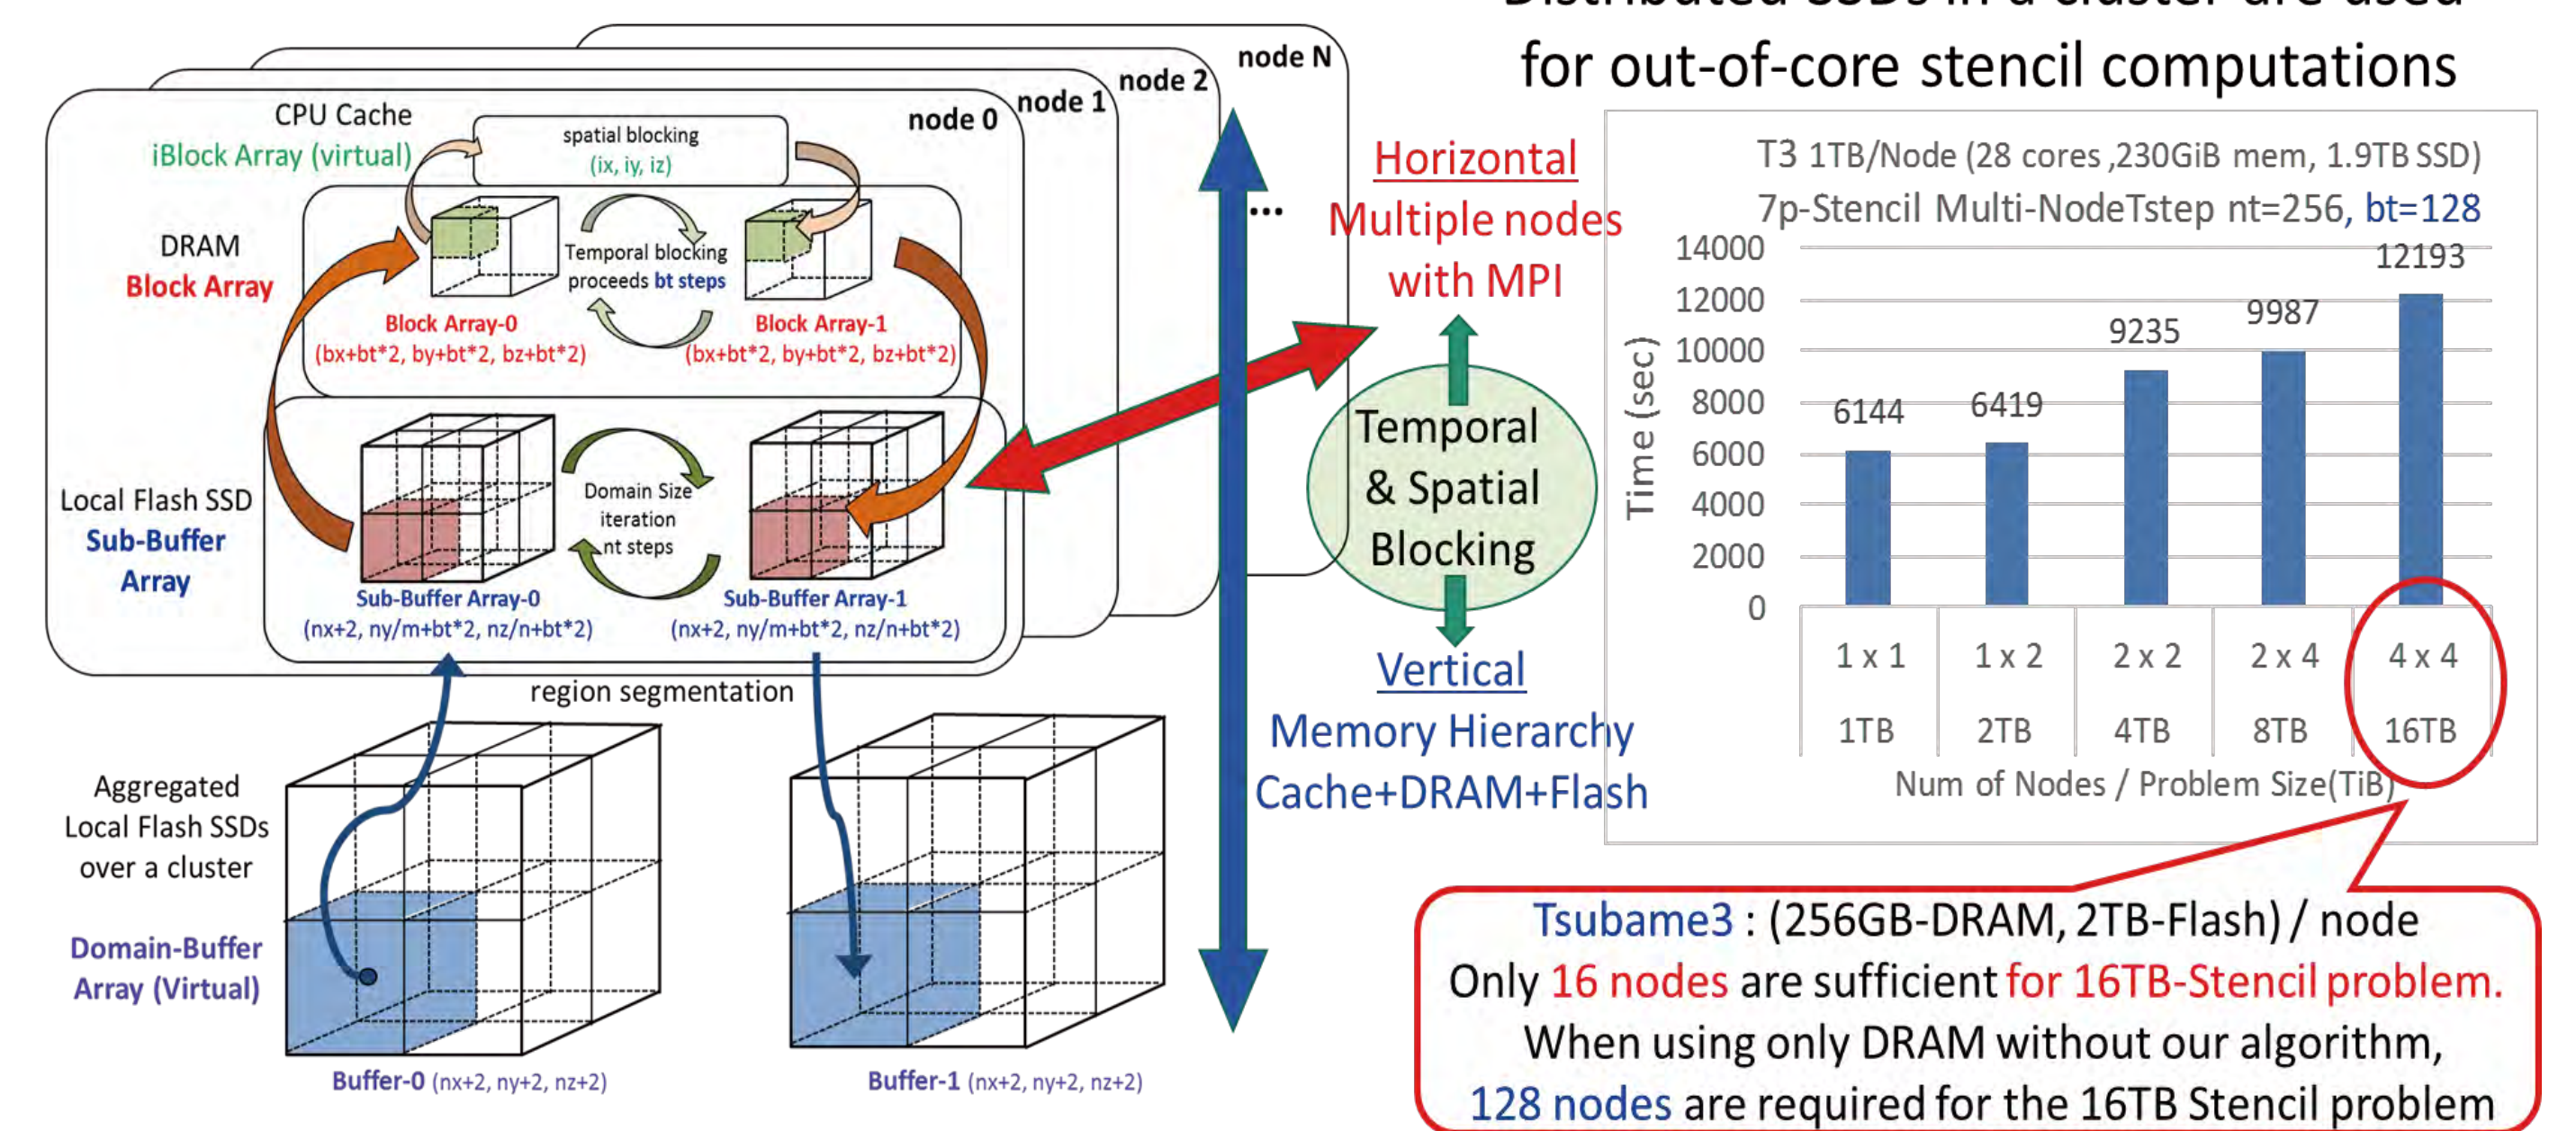 Distributed SSDs in a cluster are used
for out-of-core stencil computations
node N
node 2
node 1
node 0
CPU Cache
iBlock Array (virtual)
spatial blocking
(ix, iy, iz)
DRAM
Block Array
Temporal blocking
proceeds bt steps
Block Array-0
(bx+bt*2, by+bt*2, bz+bt*2)
Block Array-1
(bx+bt*2, by+bt*2, bz+bt*2)
Local Flash SSD
Sub-Buffer
Array
Domain Size
iteration
nt steps
Sub-Buffer Array-0
(nx+2, ny/m+bt*2, nz/n+bt*2)
Sub-Buffer Array-1
(nx+2, ny/m+bt*2, nz/n+bt*2)
region segmentation
Aggregated
Local Flash SSDs
over a cluster
Domain-Buffer
Array (Virtual)
Buffer-0 (nx+2, ny+2, nz+2)
Buffer-1 (nx+2, ny+2, nz+2)
...
Horizontal
Multiple nodes
with MPI
Temporal
& Spatial
Blocking
Vertical
Memory Hierarchy
Cache+DRAM+Flash
T3 1TB/Node (28 cores ,230GiB mem, 1.9TB SSD)
7p-Stencil Multi-NodeTstep nt=256, bt=128
Time (sec)
14000
12000
10000
8000
6000
4000
2000
0
6144
6419
9235
9987
12193
1 x 1
1 x 2
2 x 2
2 x 4
4 x 4
1TB
2TB
4TB
8TB
16TB
Num of Nodes / Problem Size(TiB)
Tsubame3 : (256GB-DRAM, 2TB-Flash) / node
Only 16 nodes are sufficient for 16TB-Stencil problem.
When using only DRAM without our algorithm,
128 nodes are required for the 16TB Stencil problem